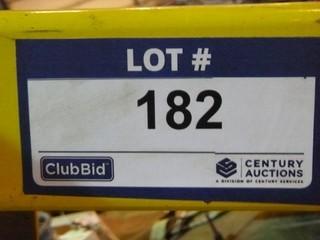 LOT #
182
ClubBid
CENTURY
AUCTIONS
A DIVISION OF CENTURY SERVICES